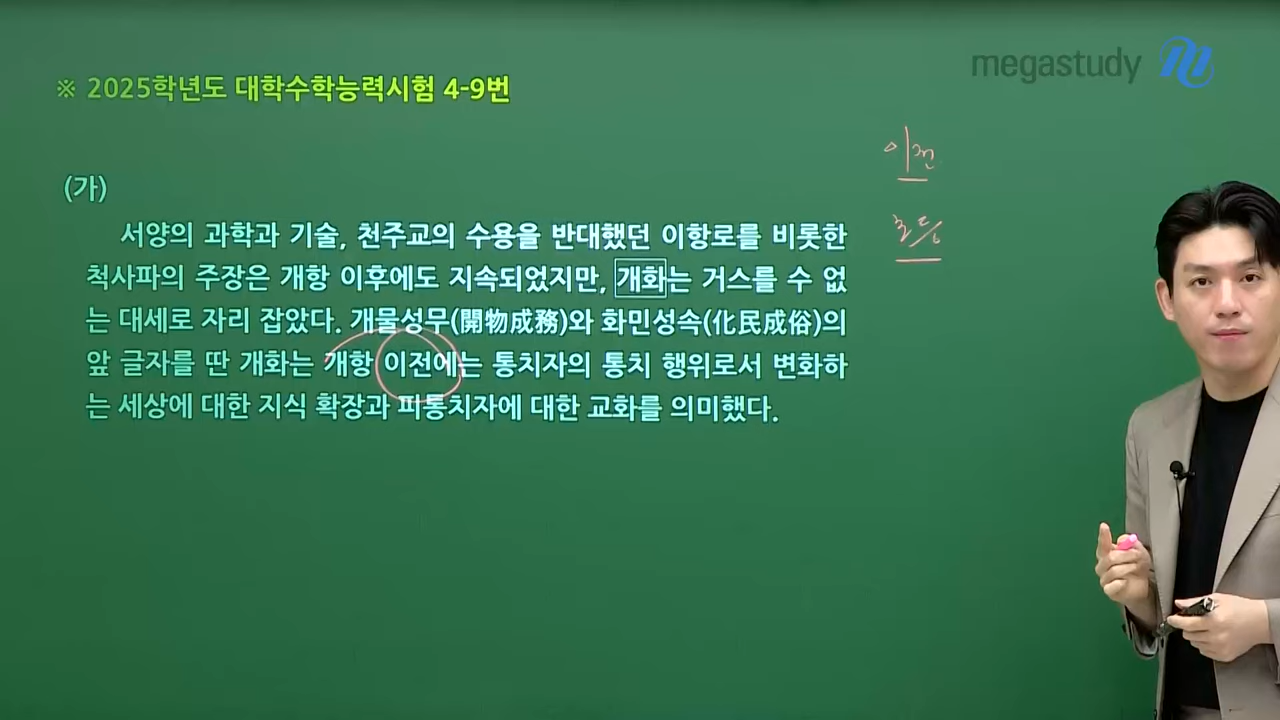 megastudy
※ 2025학년도 대학수학능력시험 4-9번
이전
(가)
서양의 과학과 기술, 천주교의 수용을 반대했던 이항로를 비롯한
척사파의 주장은 개항 이후에도 지속되었지만, 개화는 거스를 수 없
는 대세로 자리 잡았다. 개물성무(開物成務)와 화민성속(化民成俗)의
앞 글자를 딴 개화는 개항 이전에는 통치자의 통치 행위로서 변화하
는 세상에 대한 지식 확장과 피통치자에 대한 교화를 의미했다.